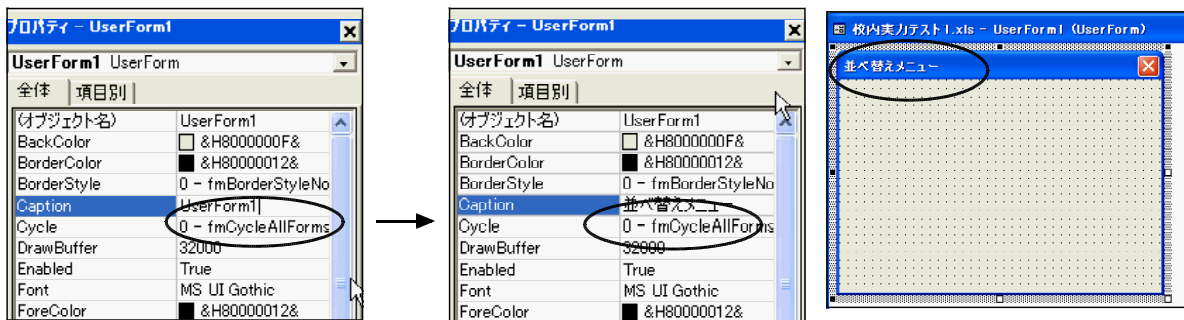 プロパティ - UserForm1
UserForm1 UserForm
全体 項目別
(オブジェクト名) UserForm1
BackColor &H8000000F&
BorderColor &H80000012&
BorderStyle 0 - fmBorderStyleNo
Caption UserForm1
Cycle 0 - fmCycleAllForms
DrawBuffer 32000
Enabled True
Font MS UI Gothic
ForeColor &H80000012&
プロパティ - UserForm1
UserForm1 UserForm
全体 項目別
(オブジェクト名) UserForm1
BackColor &H8000000F&
BorderColor &H80000012&
BorderStyle 0 - fmBorderStyleNo
Caption 並べ替えメニュー
Cycle 0 - fmCycleAllForms
DrawBuffer 32000
Enabled True
Font MS UI Gothic
ForeColor &H80000012&
校内実力テスト1.xls - UserForm1 (UserForm)
並べ替えメニュー